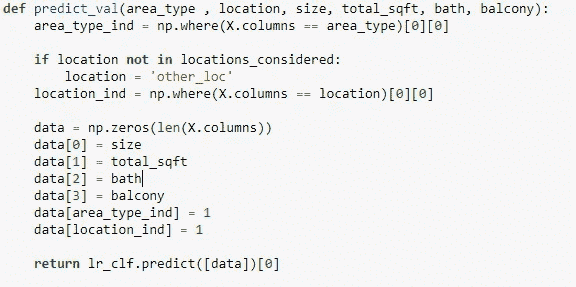 def predict_val(area_type , location, size, total_sqft, bath, balcony):
    area_type_ind = np.where(X.columns == area_type)[0][0]
    if location not in locations_considered:
        location = 'other_loc'
    location_ind = np.where(X.columns == location)[0][0]
    data = np.zeros(len(X.columns))
    data[0] = size
    data[1] = total_sqft
    data[2] = bath
    data[3] = balcony
    data[area_type_ind] = 1
    data[location_ind] = 1
    return lr_clf.predict([data])[0]